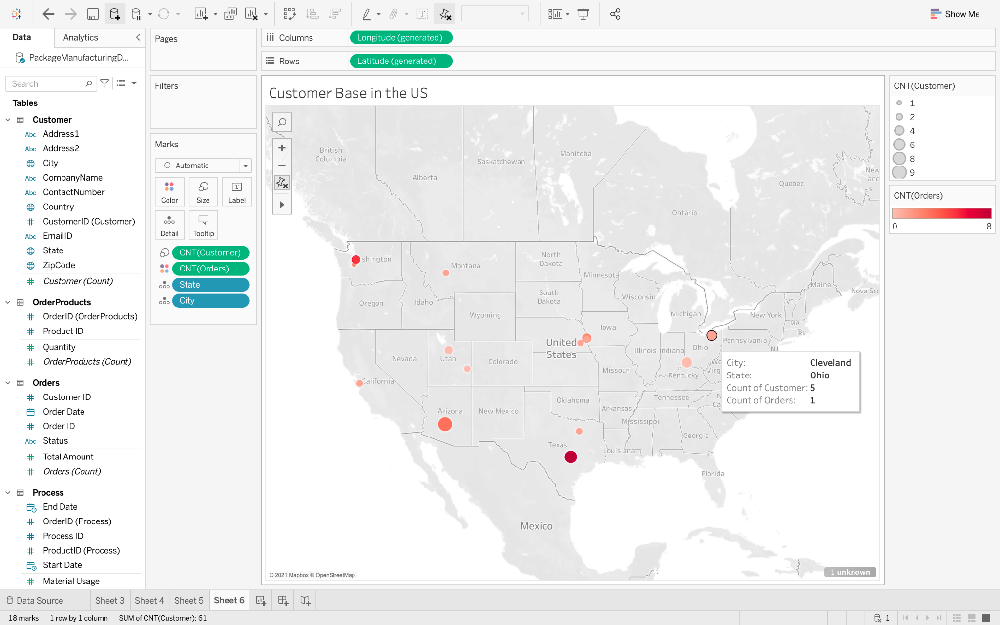 Show Me
Data
Analytics
PackageManufacturingD...
Search
Tables
Customer
Abc Address1
Abc Address2
City
Abc CompanyName
Abc ContactNumber
Country
CustomerID (Customer)
Abc EmailID
State
ZipCode
Customer (Count)
OrderProducts
OrderID (OrderProducts)
Product ID
Quantity
OrderProducts (Count)
Orders
Customer ID
Order Date
Order ID
Abc Status
Total Amount
Orders (Count)
Process
End Date
OrderID (Process)
Process ID
ProductID (Process)
Start Date
Material Usage
Pages
Filters
Marks
Automatic
Color
Size
Label
Detail
Tooltip
CNT(Customer)
CNT(Orders)
State
City
Columns
Longitude (generated)
Rows
Latitude (generated)
Customer Base in the US
British
Columbia
Alberta
Saskatchewan
Manitoba
Ontario
Quebec
New
and
shington
Montana
North
Dakota
Minnesota
Maine
Nova Sco
Oregon
Idaho
South
Dakota
Wisconsin
VT
Wyoming
Michigan
New York
MA
RI
Iowa
United
States
Illinois
Indiana
Ohio
Pennsylvania
NJ
Nevada
Utah
Colorado
Missouri
Kentucky
We
Virg
California
Oklahoma
Tennessee
N
Ca
Arizona
New Mexico
Arkansas
Mississippi
Texas
Georgia
Louisiana
Florida
Mexico
City: Cleveland
State: Ohio
Count of Customer: 5
Count of Orders: 1
© 2021 Mapbox © OpenStreetMap
1 unknown
CNT(Customer)
1
2
4
6
8
9
CNT(Orders)
0 8
Data Source
Sheet 3
Sheet 4
Sheet 5
Sheet 6
18 marks
1 row by 1 column
SUM of CNT(Customer): 61
1